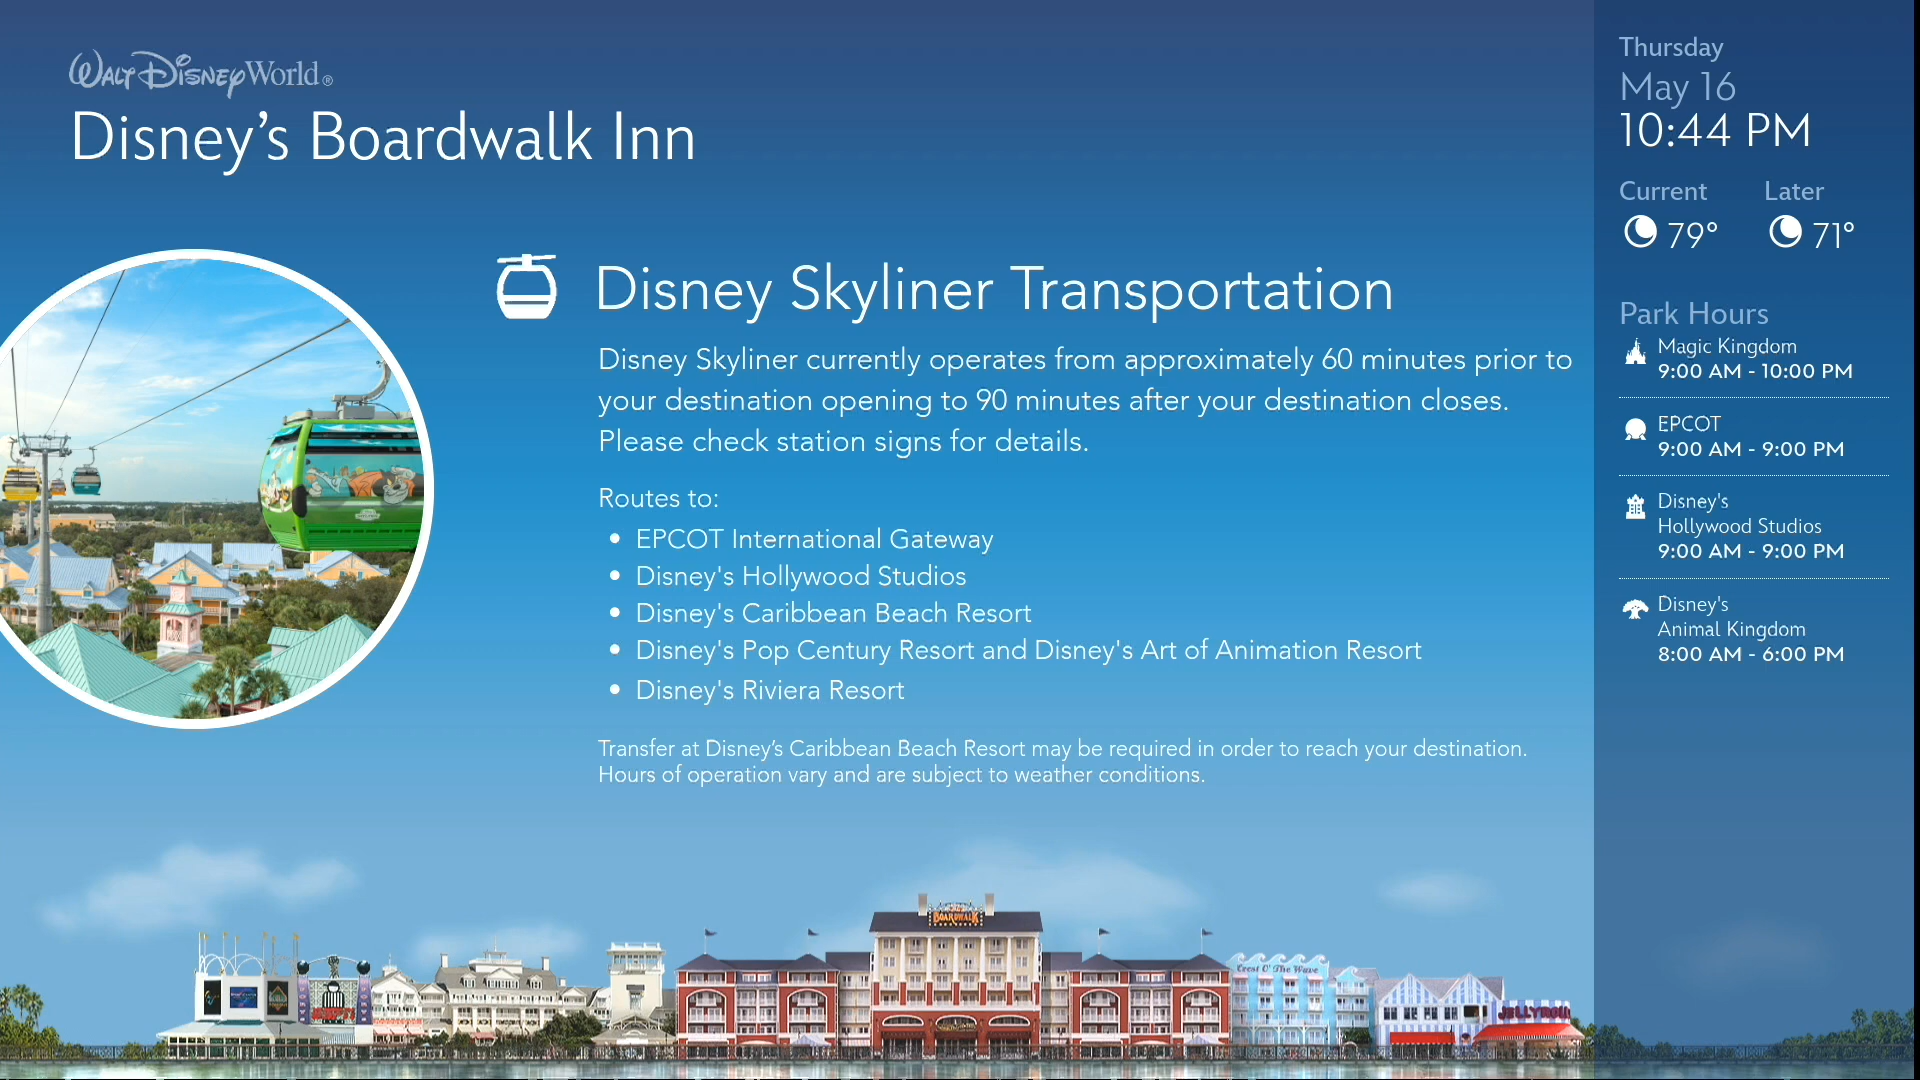 Walt Disney World®
Disney’s Boardwalk Inn
Disney Skyliner Transportation
Disney Skyliner currently operates from approximately 60 minutes prior to
your destination opening to 90 minutes after your destination closes.
Please check station signs for details.
Routes to:
• EPCOT International Gateway
• Disney's Hollywood Studios
• Disney's Caribbean Beach Resort
• Disney's Pop Century Resort and Disney's Art of Animation Resort
• Disney's Riviera Resort
Transfer at Disney’s Caribbean Beach Resort may be required in order to reach your destination.
Hours of operation vary and are subject to weather conditions.
BOARDWALK
Crest O' The Wave
JELLYROLL
Thursday
May 16
10:44 PM
Current Later
79° 71°
Park Hours
Magic Kingdom
9:00 AM - 10:00 PM
EPCOT
9:00 AM - 9:00 PM
Disney's
Hollywood Studios
9:00 AM - 9:00 PM
Disney's
Animal Kingdom
8:00 AM - 6:00 PM